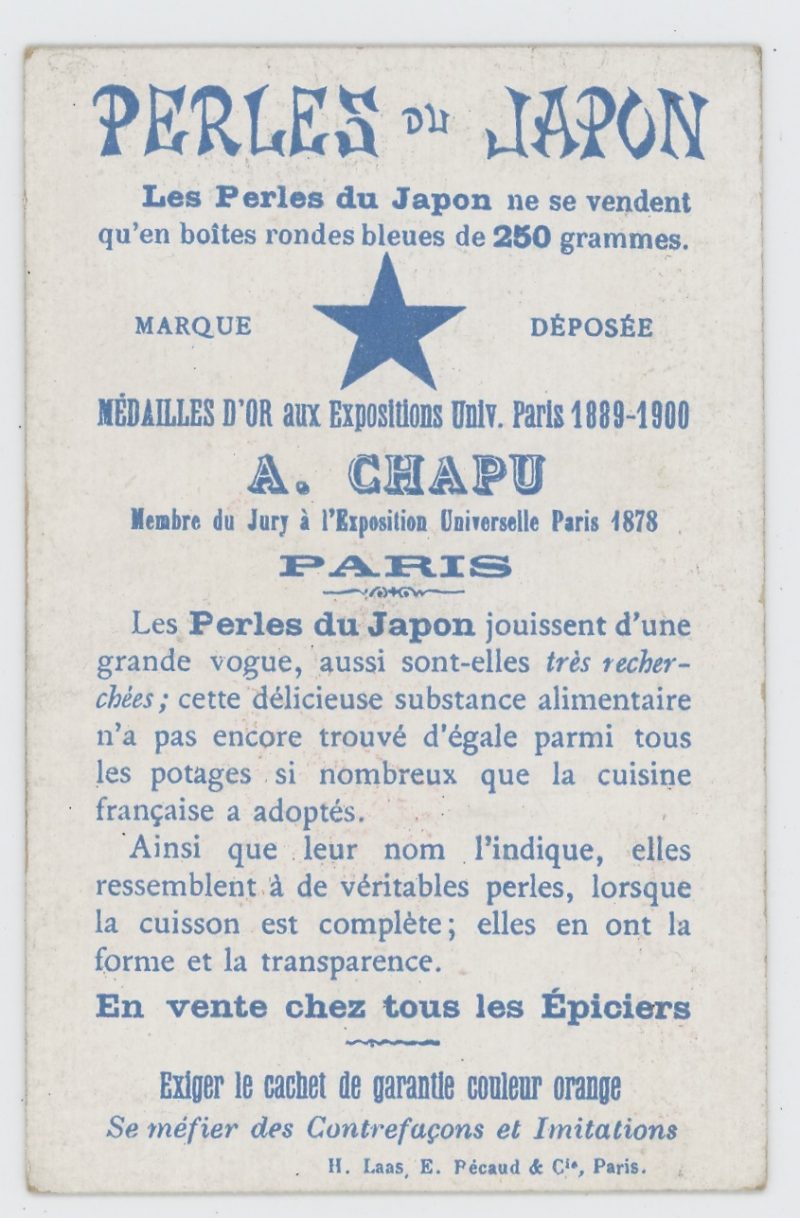 PERLES DU JAPON
Les Perles du Japon ne se vendent
qu'en boîtes rondes bleues de 250 grammes.
MARQUE DÉPOSÉE
MÉDAILLES D'OR aux Expositions Univ. Paris 1889-1900
A. CHAPU
Membre du Jury à l'Exposition Universelle Paris 1878
PARIS
Les Perles du Japon jouissent d'une
grande vogue, aussi sont-elles très recher-
chées; cette délicieuse substance alimentaire
n'a pas encore trouvé d'égale parmi tous
les potages si nombreux que la cuisine
française a adoptés.
Ainsi que leur nom l'indique, elles
ressemblent à de véritables perles, lorsque
la cuisson est complète; elles en ont la
forme et la transparence.
En vente chez tous les Épiciers
Exiger le cachet de garantie couleur orange
Se méfier des Contrefaçons et Imitations
H. Laas, E. Pécaud & Cie, Paris.